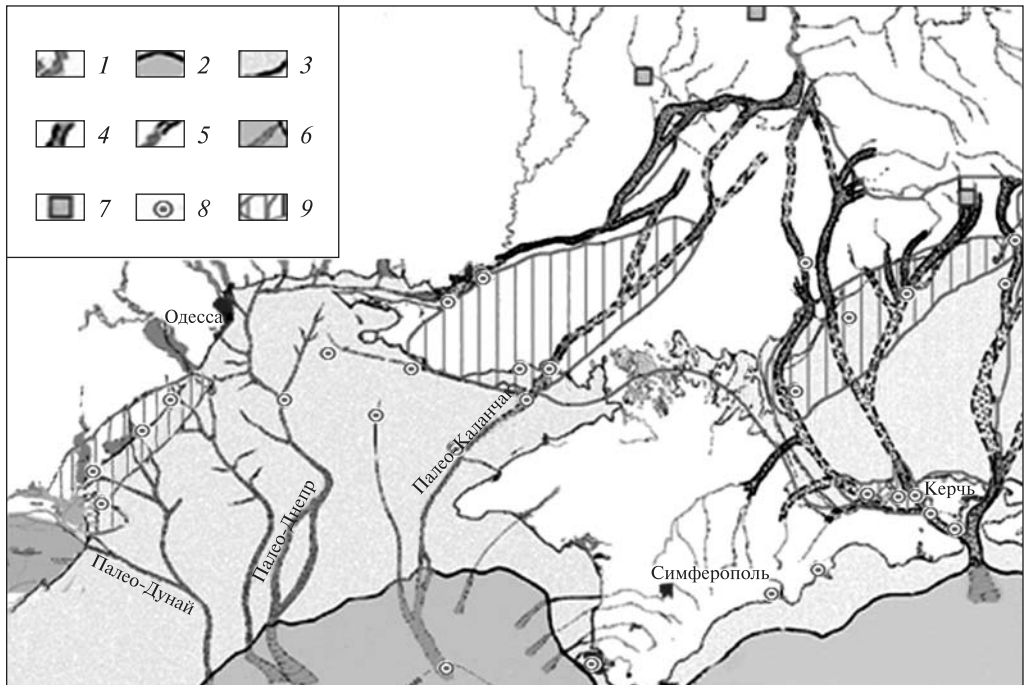 1 2 3
4 5 6
7 8 9
Одесса
Палео-Каланчак
Палео-Днепр
Керчь
Палео-Дунай
Симферополь